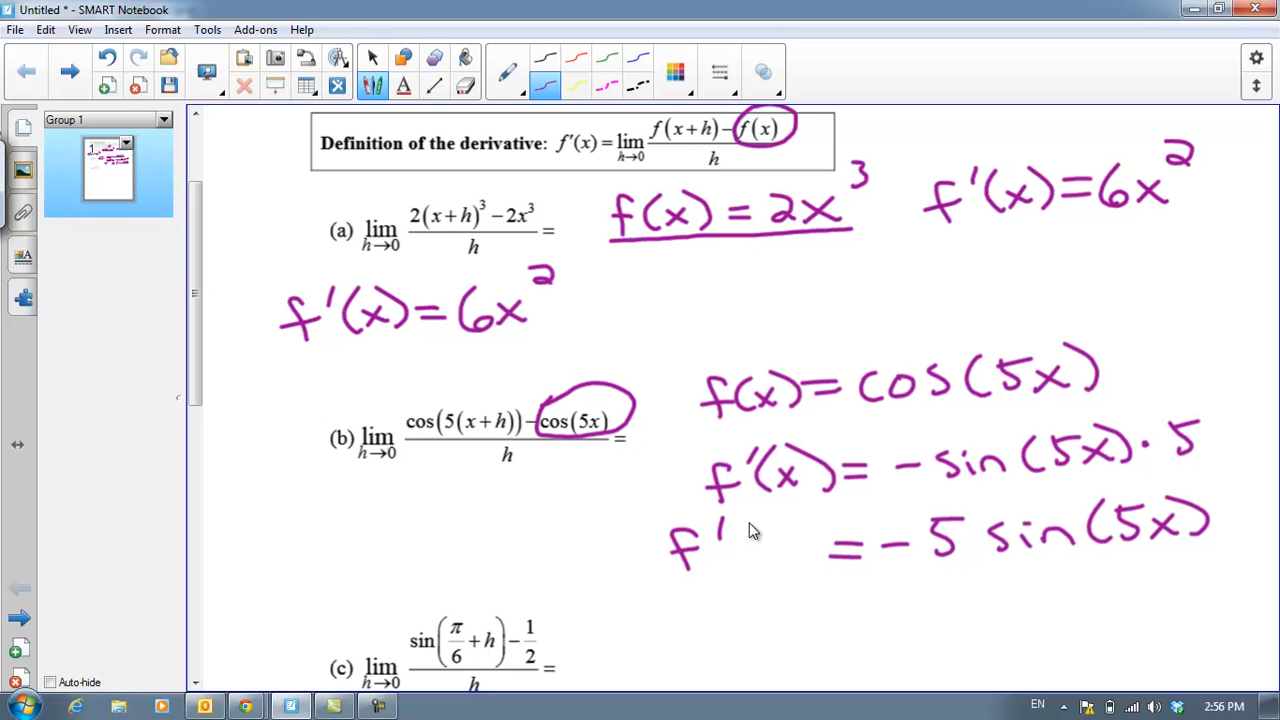 Untitled * - SMART Notebook
File Edit View Insert Format Tools Add-ons Help
Group 1
1
Definition of the derivative: f'(x) = lim h→0 (f(x+h) − f(x))/h
(a) lim h→0 (2(x+h)³ − 2x³)/h =
f(x) = 2x³
f'(x) = 6x²
f'(x) = 6x²
(b) lim h→0 (cos(5(x+h)) − cos(5x))/h =
f(x) = cos(5x)
f'(x) = - sin(5x) · 5
f' = - 5 sin(5x)
(c) lim h→0 (sin(π/6 + h) − 1/2)/h =
Auto-hide
EN 2:56 PM